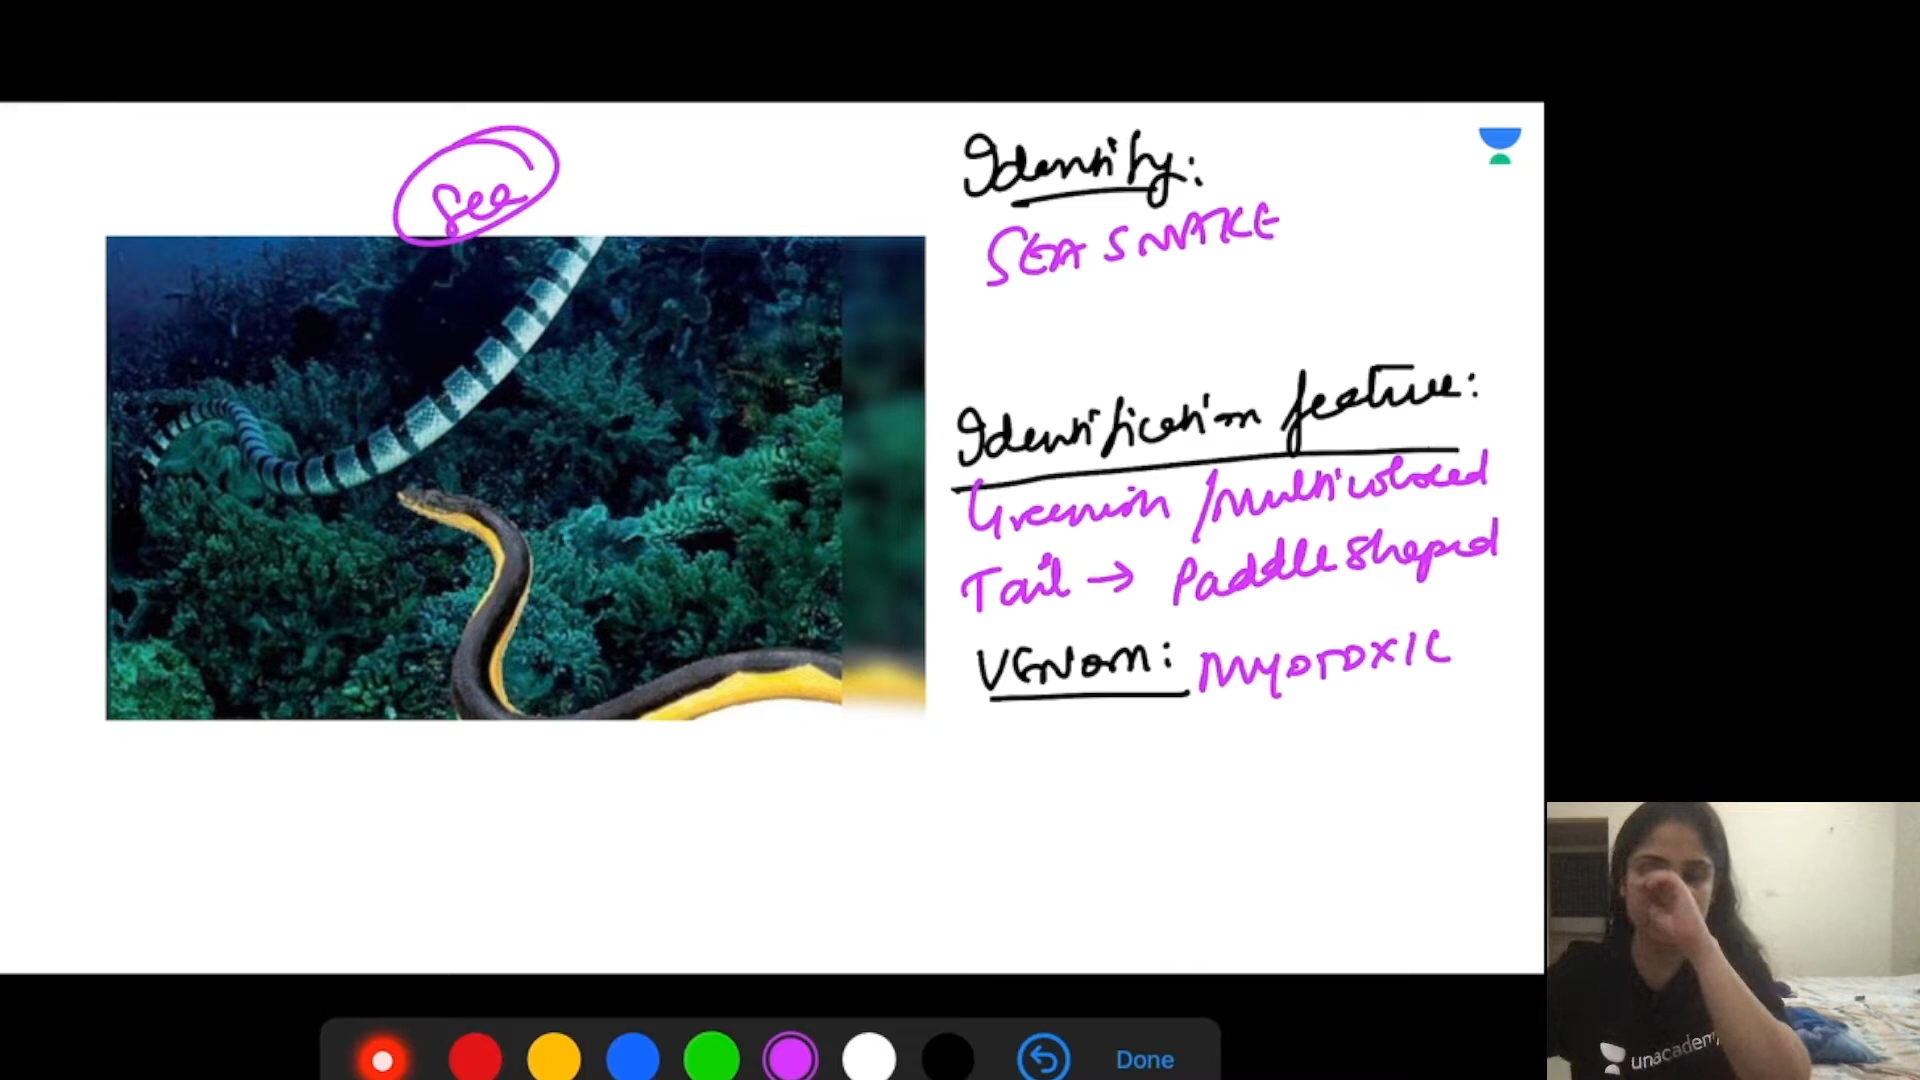 Sea
Identify:
SEA SNAKE
Identification feature:
Greenish / Multicolored
Tail → Paddle shaped
VENOM: MYOTOXIC
unacademy
Done